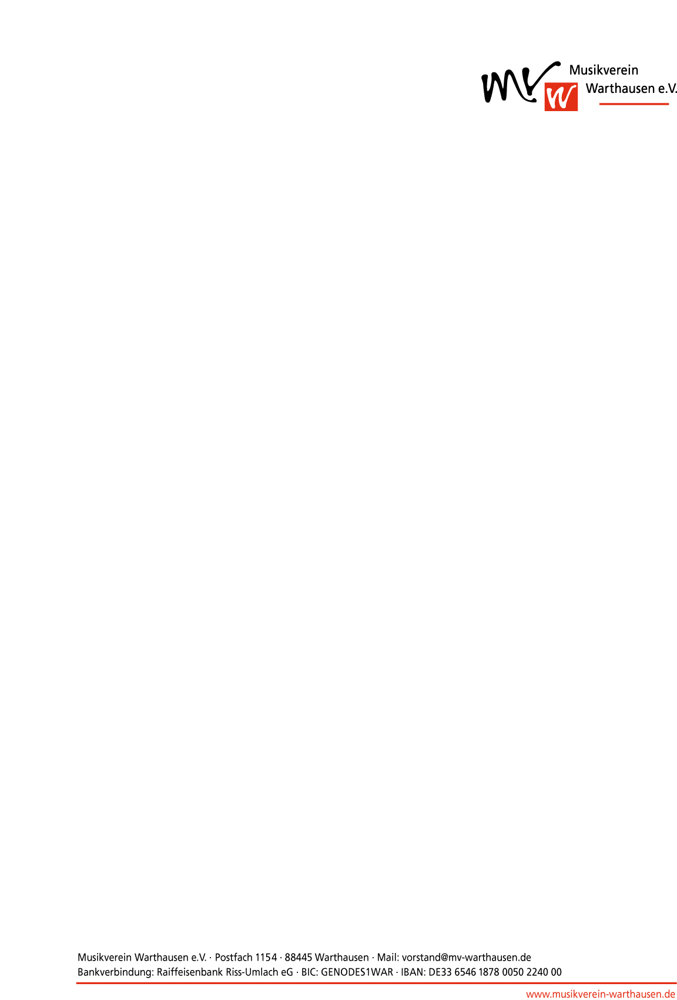 mvw
Musikverein
Warthausen e.V.
Musikverein Warthausen e.V. · Postfach 1154 · 88445 Warthausen · Mail: vorstand@mv-warthausen.de
Bankverbindung: Raiffeisenbank Riss-Umlach eG · BIC: GENODES1WAR · IBAN: DE33 6546 1878 0050 2240 00
www.musikverein-warthausen.de